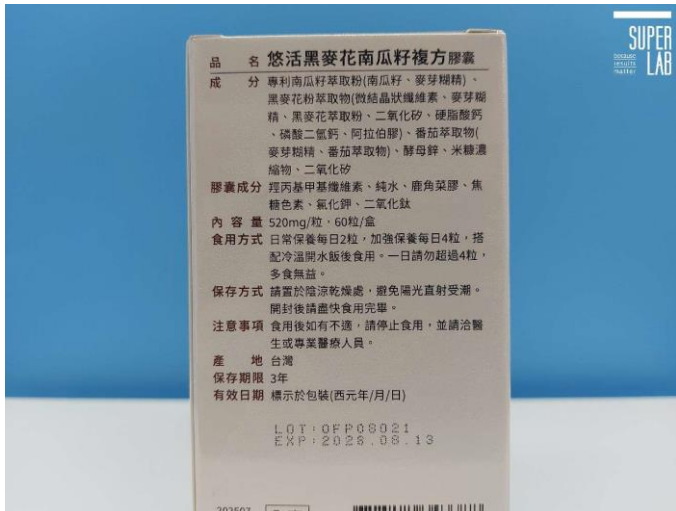 SUPER
LAB
because
results
matter
品名 悠活黑麥花南瓜籽複方膠囊
成分 專利南瓜籽萃取粉(南瓜籽、麥芽糊精)、
黑麥花粉萃取物(微結晶狀纖維素、麥芽糊
精、黑麥花萃取粉、二氧化矽、硬脂酸鈣
、磷酸二氫鈣、阿拉伯膠)、番茄萃取物(
麥芽糊精、番茄萃取物)、酵母鋅、米糠濃
縮物、二氧化矽
膠囊成分 羥丙基甲基纖維素、純水、鹿角菜膠、焦
糖色素、氯化鉀、二氧化鈦
內容量 520mg/粒,60粒/盒
食用方式 日常保養每日2粒,加強保養每日4粒,搭
配冷溫開水飯後食用。一日請勿超過4粒,
多食無益。
保存方式 請置於陰涼乾燥處,避免陽光直射受潮。
開封後請盡快食用完畢。
注意事項 食用後如有不適,請停止食用,並請洽醫
生或專業醫療人員。
產地 台灣
保存期限 3年
有效日期 標示於包裝(西元年/月/日)
LOT:OFP08021
EXP:2028.08.13